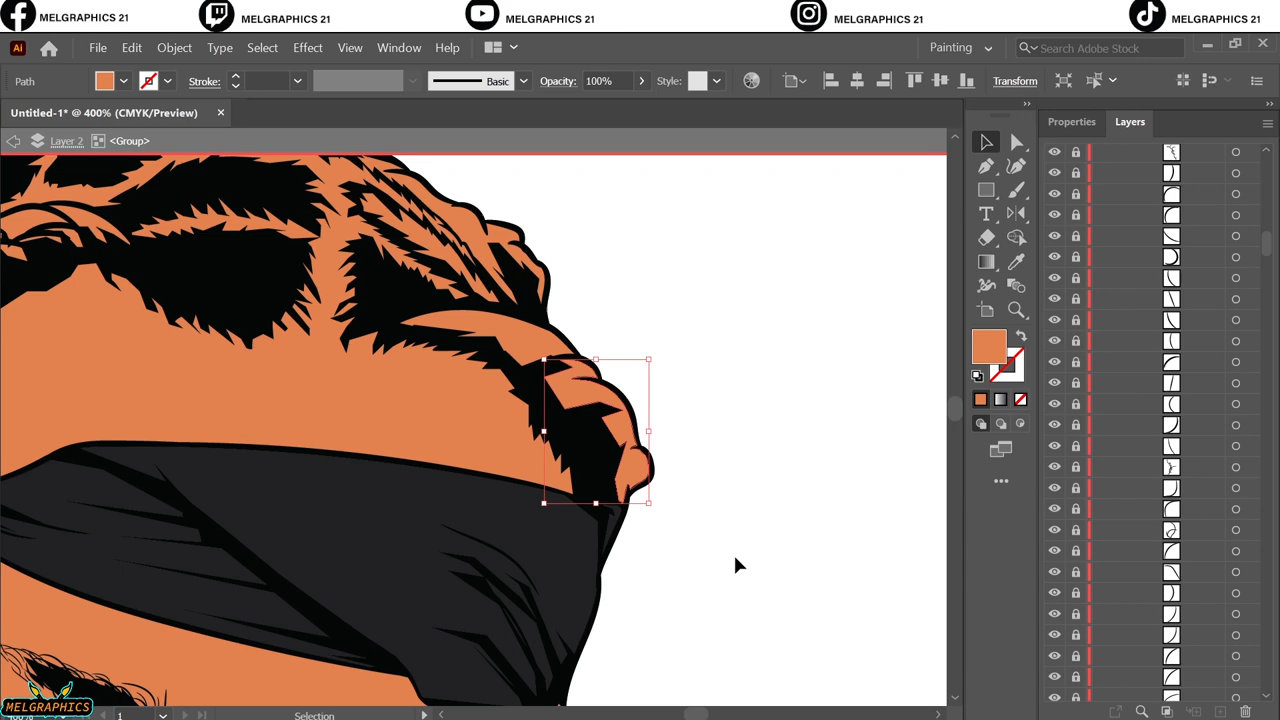 MELGRAPHICS 21 MELGRAPHICS 21 MELGRAPHICS 21 MELGRAPHICS 21 MELGRAPHICS 21
Ai File Edit Object Type Select Effect View Window Help Painting Search Adobe Stock
Path Stroke: Basic Opacity: 100% Style: Transform
Untitled-1* @ 400% (CMYK/Preview)
Properties Layers
Layer 2 <Group>
MELGRAPHICS
1 Selection